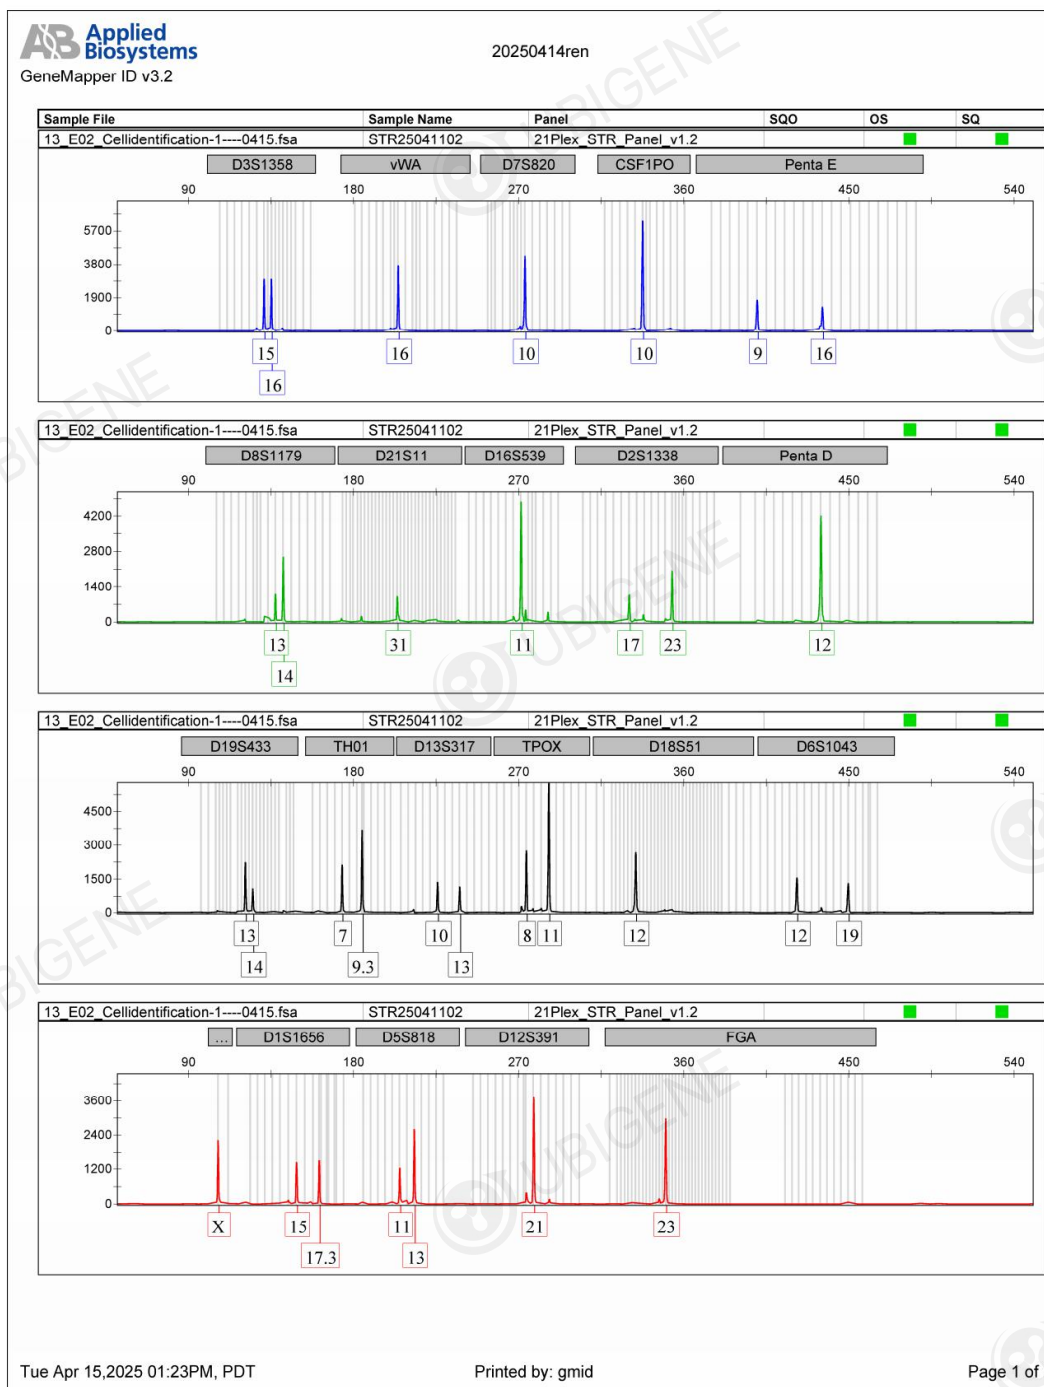 AB Applied
Biosystems
GeneMapper ID v3.2
20250414ren
Sample File Sample Name Panel SQO OS SQ
13_E02_Cellidentification-1----0415.fsa STR25041102 21Plex_STR_Panel_v1.2
D3S1358 vWA D7S820 CSF1PO Penta E
90 180 270 360 450 540
5700
3800
1900
0
15 16 10 10 9 16
16
13_E02_Cellidentification-1----0415.fsa STR25041102 21Plex_STR_Panel_v1.2
D8S1179 D21S11 D16S539 D2S1338 Penta D
90 180 270 360 450 540
4200
2800
1400
0
13 31 11 17 23 12
14
13_E02_Cellidentification-1----0415.fsa STR25041102 21Plex_STR_Panel_v1.2
D19S433 TH01 D13S317 TPOX D18S51 D6S1043
90 180 270 360 450 540
4500
3000
1500
0
13 7 10 8 11 12 12 19
14 9.3 13
13_E02_Cellidentification-1----0415.fsa STR25041102 21Plex_STR_Panel_v1.2
... D1S1656 D5S818 D12S391 FGA
90 180 270 360 450 540
3600
2400
1200
0
X 15 11 21 23
17.3 13
Tue Apr 15,2025 01:23PM, PDT Printed by: gmid Page 1 of
UBIGENE
UBIGENE
UBIGENE
UBIGENE
UBIGENE